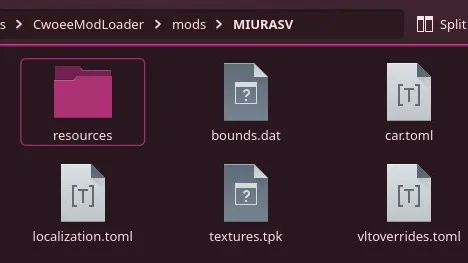 s > CwoeeModLoader > mods > MIURASV Split
resources bounds.dat car.toml
localization.toml textures.tpk vltoverrides.toml